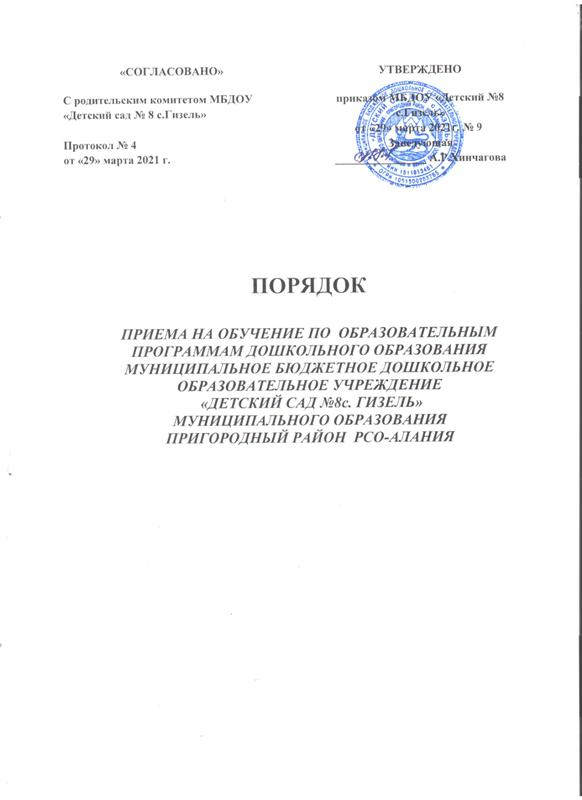 «СОГЛАСОВАНО»
С родительским комитетом МБДОУ
«Детский сад № 8 с.Гизель»
Протокол № 4
от «29» марта 2021 г.
УТВЕРЖДЕНО
приказом МБДОУ «Детский №8
с.Гизель»
от «29» марта 2021г. № 9
Заведующая
А.Р.Хинчагова
ПОРЯДОК
ПРИЕМА НА ОБУЧЕНИЕ ПО ОБРАЗОВАТЕЛЬНЫМ
ПРОГРАММАМ ДОШКОЛЬНОГО ОБРАЗОВАНИЯ
МУНИЦИПАЛЬНОЕ БЮДЖЕТНОЕ ДОШКОЛЬНОЕ
ОБРАЗОВАТЕЛЬНОЕ УЧРЕЖДЕНИЕ
«ДЕТСКИЙ САД №8с. ГИЗЕЛЬ»
МУНИЦИПАЛЬНОГО ОБРАЗОВАНИЯ
ПРИГОРОДНЫЙ РАЙОН РСО-АЛАНИЯ